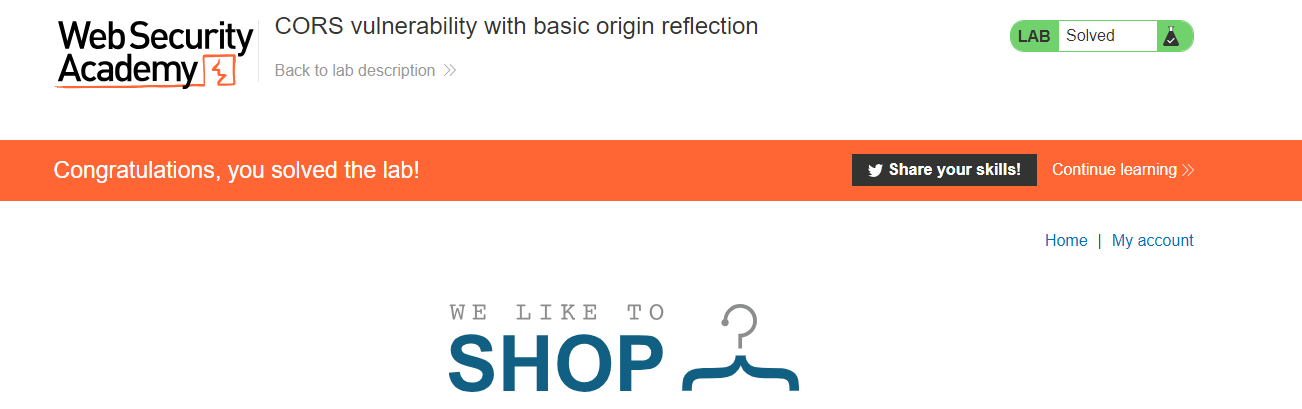 Web Security
Academy
CORS vulnerability with basic origin reflection
Back to lab description
LAB Solved
Congratulations, you solved the lab!
Share your skills!
Continue learning
Home | My account
WE LIKE TO
SHOP